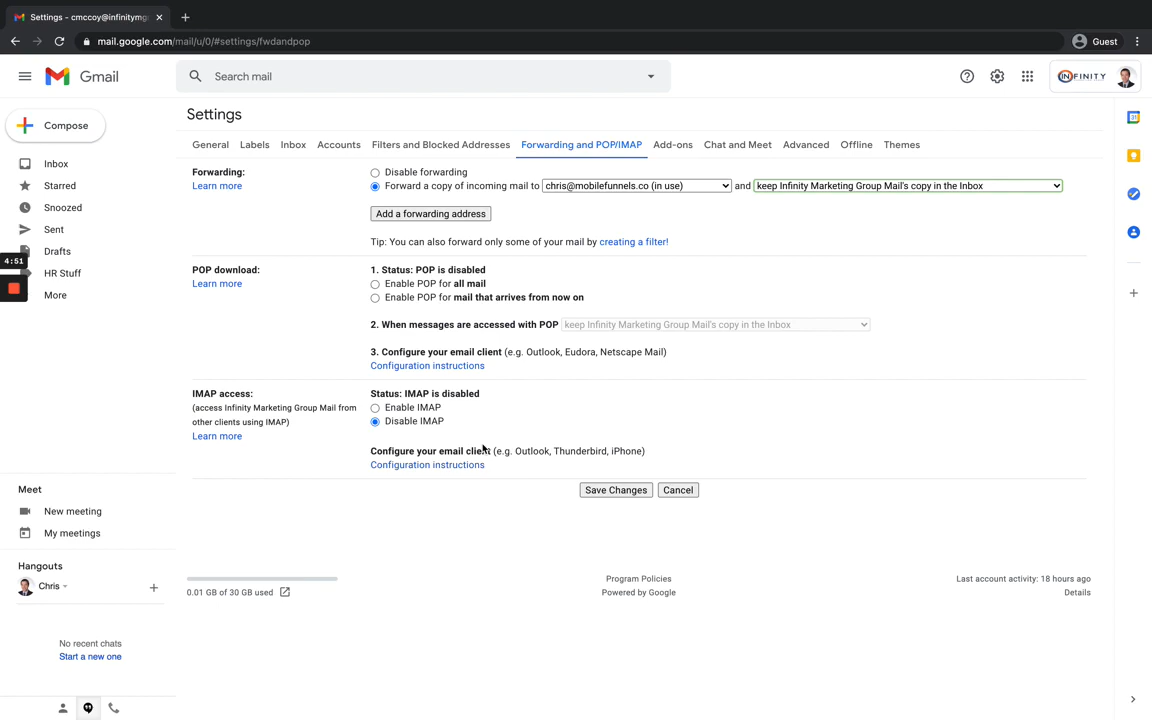 Settings - cmccoy@infinitymg
mail.google.com/mail/u/0/#settings/fwdandpop
Guest
Gmail
Search mail
INFINITY
Compose
Inbox
Starred
Snoozed
Sent
Drafts
HR Stuff
More
4:51
Settings
General Labels Inbox Accounts Filters and Blocked Addresses Forwarding and POP/IMAP Add-ons Chat and Meet Advanced Offline Themes
Forwarding:
Learn more
Disable forwarding
Forward a copy of incoming mail to chris@mobilefunnels.co (in use) and keep Infinity Marketing Group Mail's copy in the Inbox
Add a forwarding address
Tip: You can also forward only some of your mail by creating a filter!
POP download:
Learn more
1. Status: POP is disabled
Enable POP for all mail
Enable POP for mail that arrives from now on
2. When messages are accessed with POP keep Infinity Marketing Group Mail's copy in the Inbox
3. Configure your email client (e.g. Outlook, Eudora, Netscape Mail)
Configuration instructions
IMAP access:
(access Infinity Marketing Group Mail from
other clients using IMAP)
Learn more
Status: IMAP is disabled
Enable IMAP
Disable IMAP
Configure your email client (e.g. Outlook, Thunderbird, iPhone)
Configuration instructions
Save Changes Cancel
Meet
New meeting
My meetings
Hangouts
Chris
No recent chats
Start a new one
0.01 GB of 30 GB used
Program Policies
Powered by Google
Last account activity: 18 hours ago
Details
31